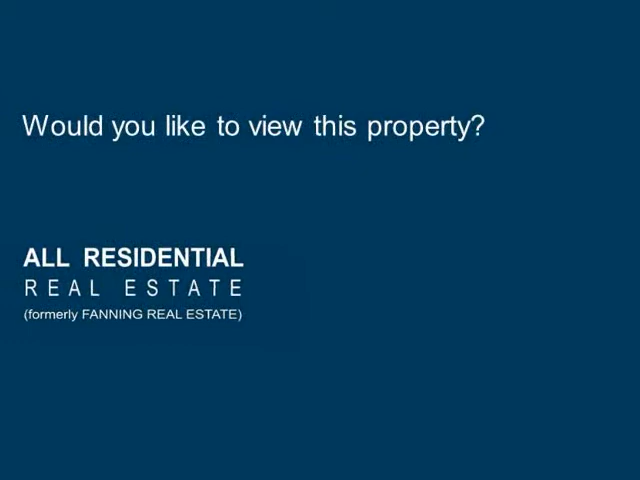 Would you like to view this property?
ALL RESIDENTIAL
REAL ESTATE
(formerly FANNING REAL ESTATE)